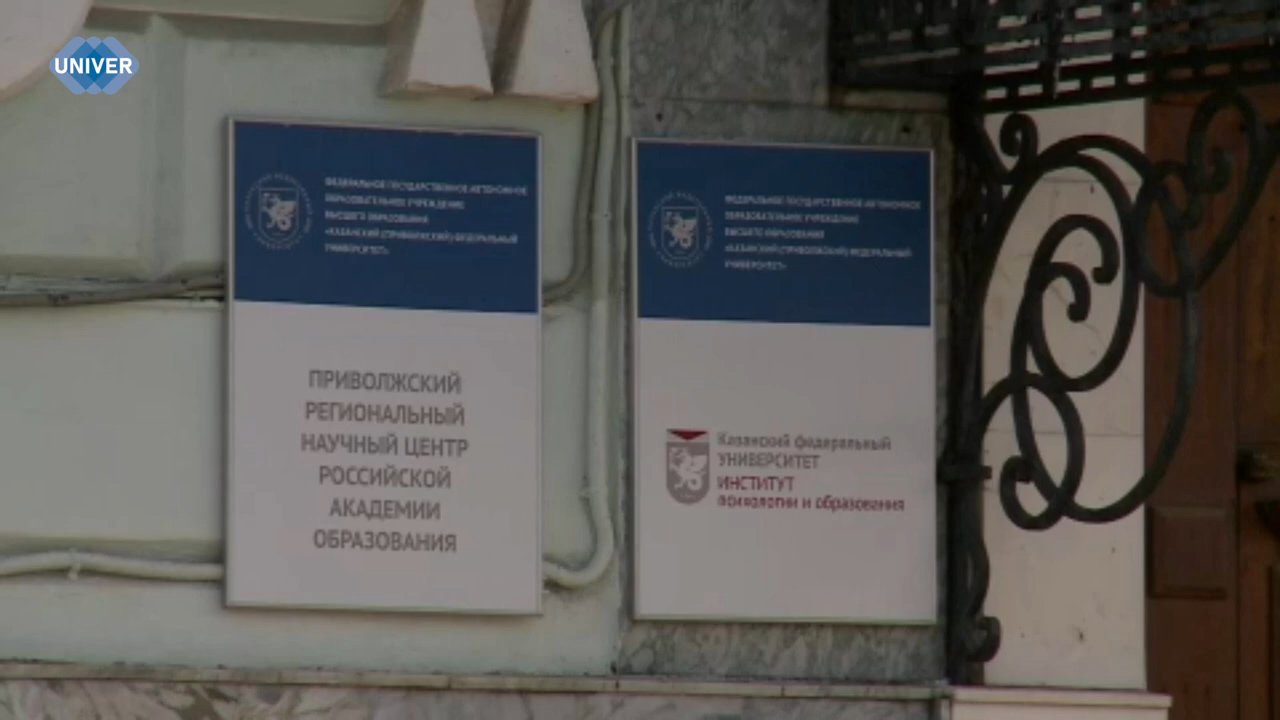 UNIVER
ФЕДЕРАЛЬНОЕ ГОСУДАРСТВЕННОЕ АВТОНОМНОЕ
ОБРАЗОВАТЕЛЬНОЕ УЧРЕЖДЕНИЕ
ВЫСШЕГО ОБРАЗОВАНИЯ
«КАЗАНСКИЙ (ПРИВОЛЖСКИЙ) ФЕДЕРАЛЬНЫЙ
УНИВЕРСИТЕТ»
ПРИВОЛЖСКИЙ
РЕГИОНАЛЬНЫЙ
НАУЧНЫЙ ЦЕНТР
РОССИЙСКОЙ
АКАДЕМИИ
ОБРАЗОВАНИЯ
ФЕДЕРАЛЬНОЕ ГОСУДАРСТВЕННОЕ АВТОНОМНОЕ
ОБРАЗОВАТЕЛЬНОЕ УЧРЕЖДЕНИЕ
ВЫСШЕГО ОБРАЗОВАНИЯ
«КАЗАНСКИЙ (ПРИВОЛЖСКИЙ) ФЕДЕРАЛЬНЫЙ
УНИВЕРСИТЕТ»
Казанский федеральный
УНИВЕРСИТЕТ
ИНСТИТУТ
психологии и образования